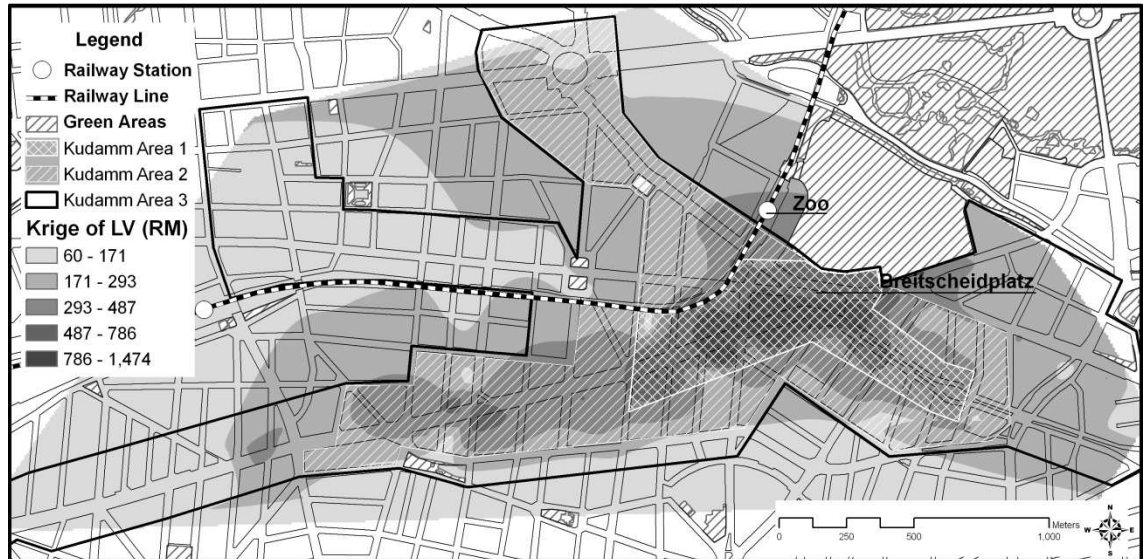 Legend
Railway Station
Railway Line
Green Areas
Kudamm Area 1
Kudamm Area 2
Kudamm Area 3
Krige of LV (RM)
60 - 171
171 - 293
293 - 487
487 - 786
786 - 1,474
Zoo
Breitscheidplatz
Meters
0 250 500 1.000
N
W E
S